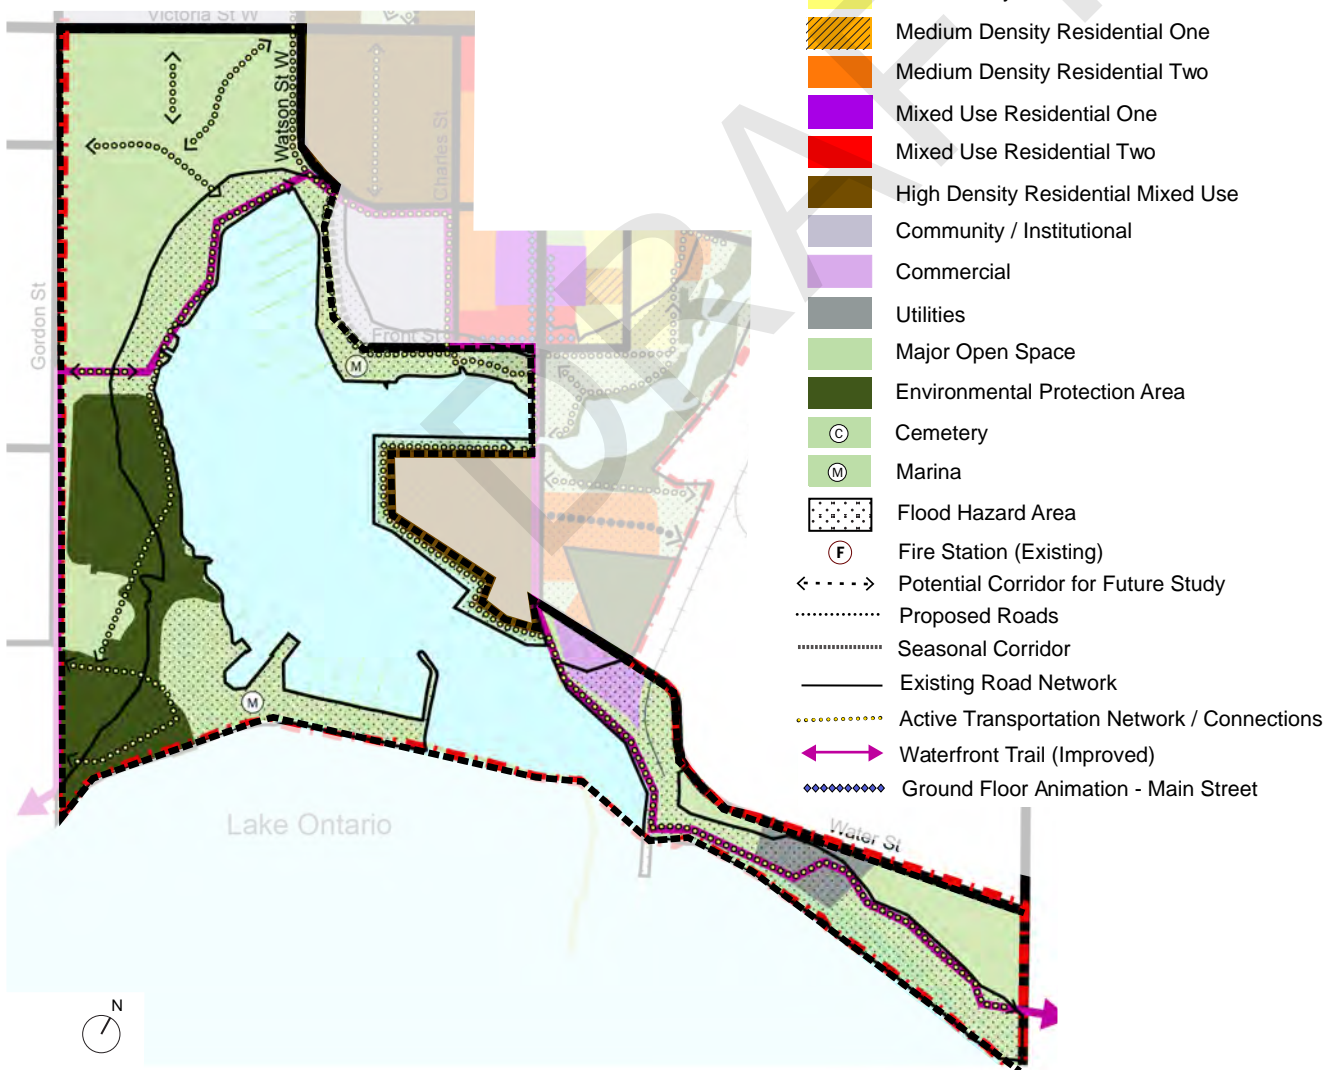 Victoria St W
Watson St W
Charles St
Gordon St
Front St
M
M
Lake Ontario
Water St
N
Medium Density Residential One
Medium Density Residential Two
Mixed Use Residential One
Mixed Use Residential Two
High Density Residential Mixed Use
Community / Institutional
Commercial
Utilities
Major Open Space
Environmental Protection Area
C Cemetery
M Marina
Flood Hazard Area
F Fire Station (Existing)
Potential Corridor for Future Study
Proposed Roads
Seasonal Corridor
Existing Road Network
Active Transportation Network / Connections
Waterfront Trail (Improved)
Ground Floor Animation - Main Street
DRAFT